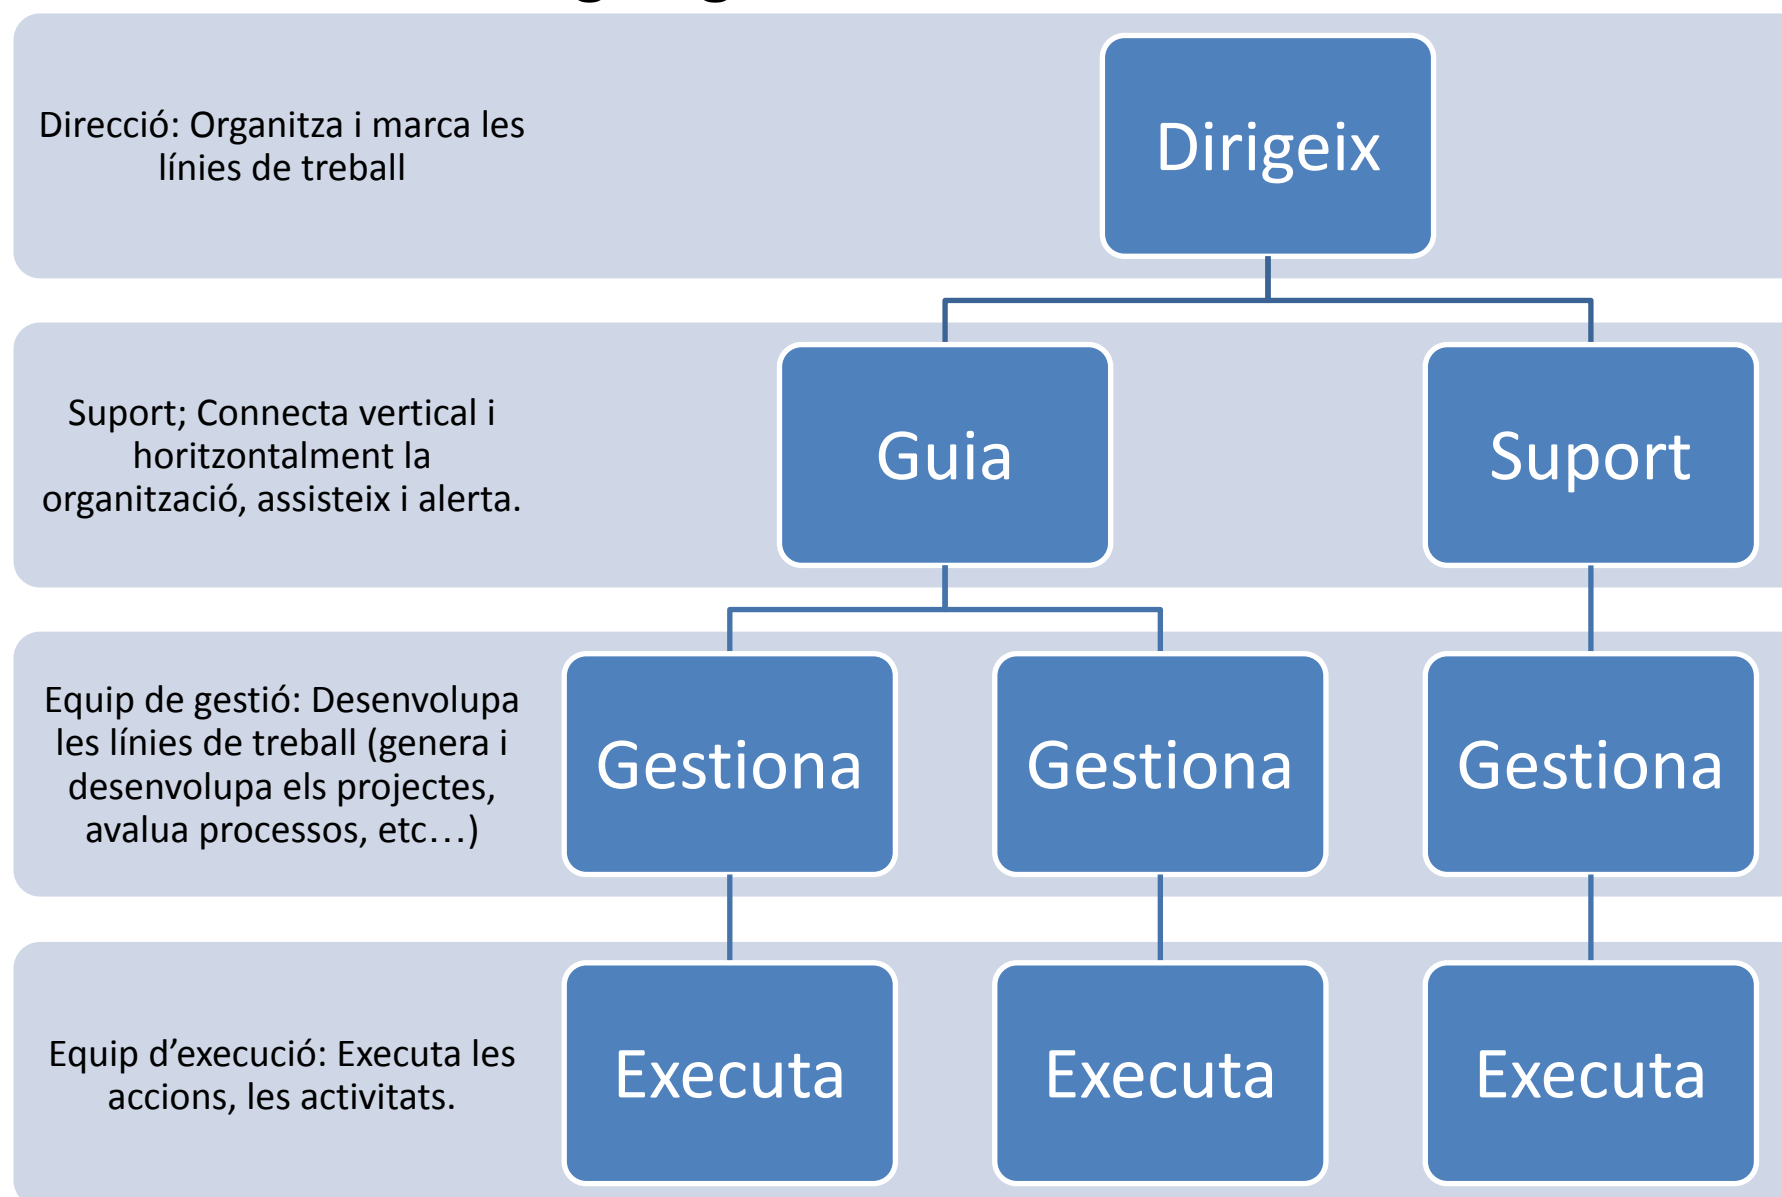 Direcció: Organitza i marca les
línies de treball
Dirigeix
Suport; Connecta vertical i
horitzontalment la
organització, assisteix i alerta.
Guia
Suport
Equip de gestió: Desenvolupa
les línies de treball (genera i
desenvolupa els projectes,
avalua processos, etc…)
Gestiona
Gestiona
Gestiona
Equip d’execució: Executa les
accions, les activitats.
Executa
Executa
Executa